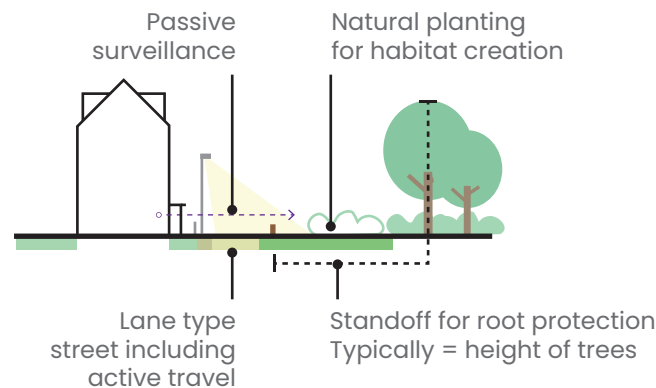 Passive
surveillance
Natural planting
for habitat creation
Lane type
street including
active travel
Standoff for root protection
Typically = height of trees